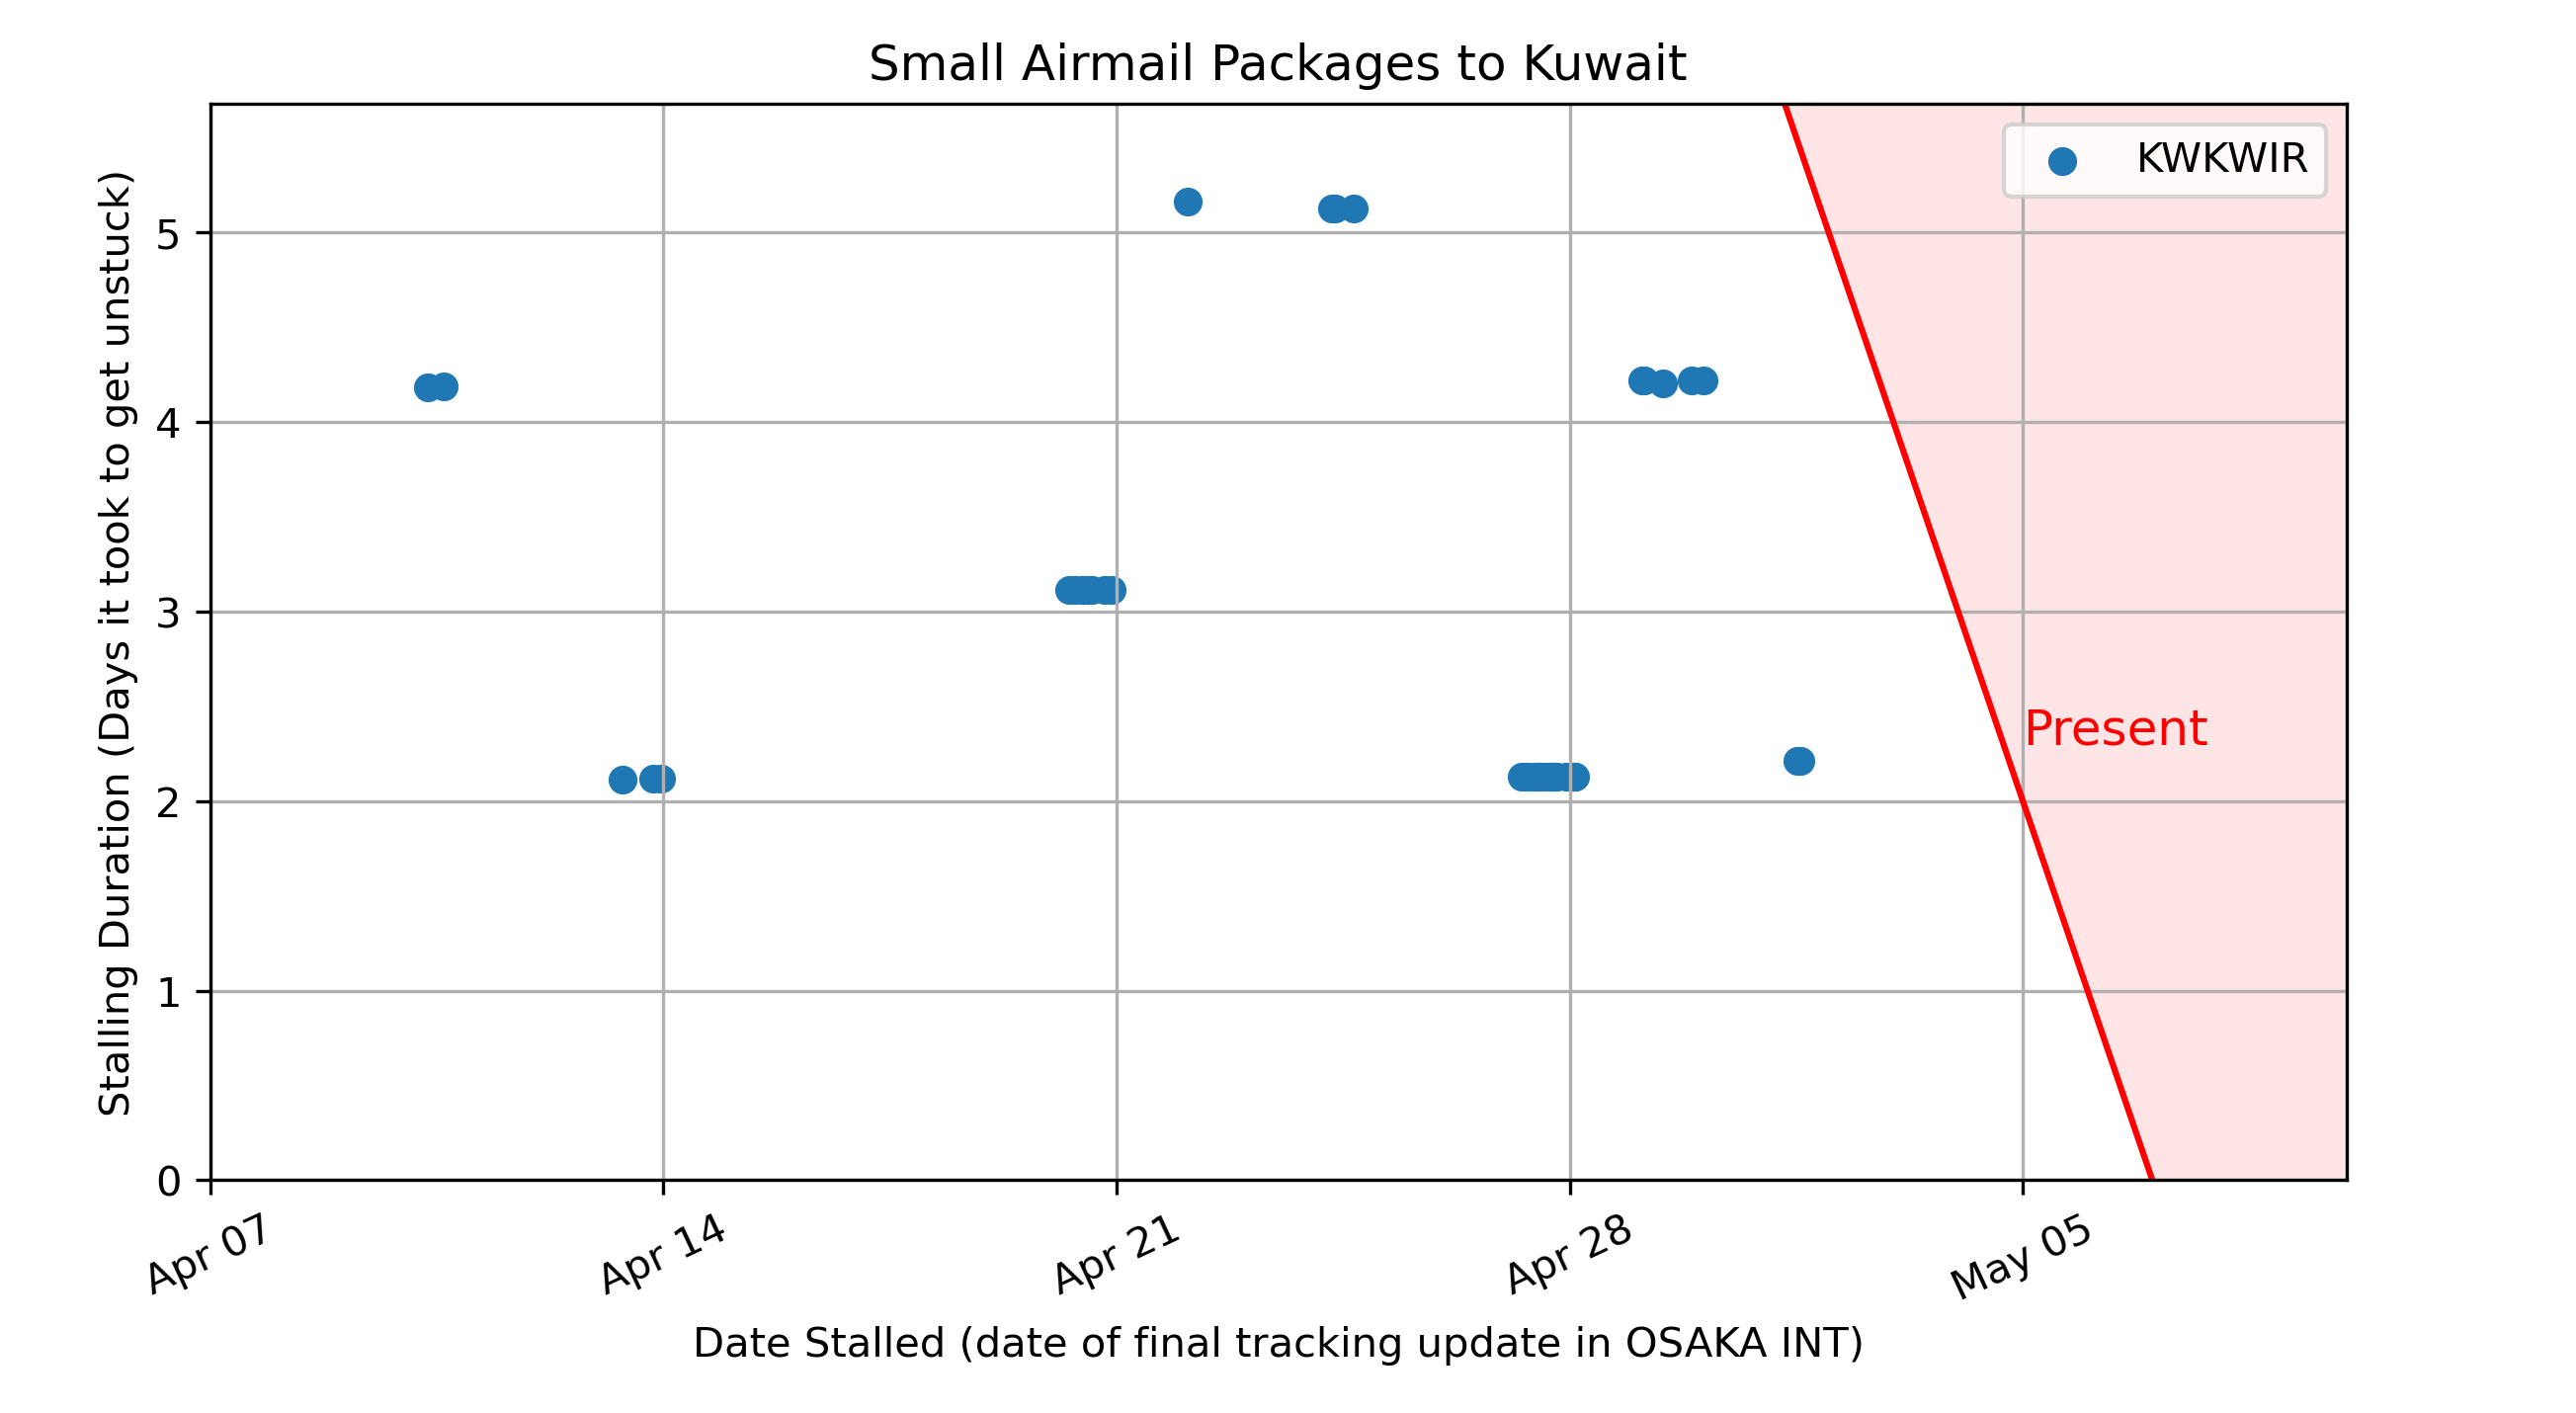 Small Airmail Packages to Kuwait
KWKWIR
Stalling Duration (Days it took to get unstuck)
5
4
3
2
1
0
Present
Apr 07
Apr 14
Apr 21
Apr 28
May 05
Date Stalled (date of final tracking update in OSAKA INT)